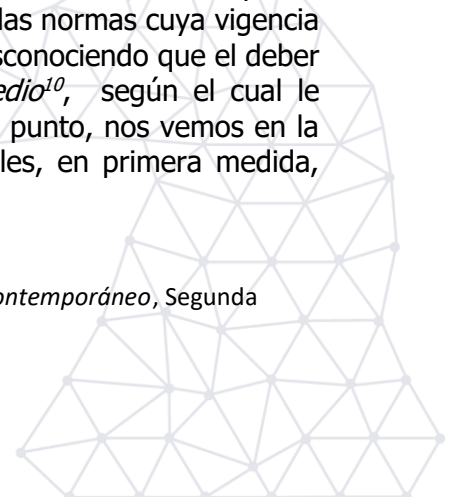 las normas cuya vigencia
sconociendo que el deber
edio¹⁰, según el cual le
punto, nos vemos en la
les, en primera medida,
ontemporáneo, Segunda